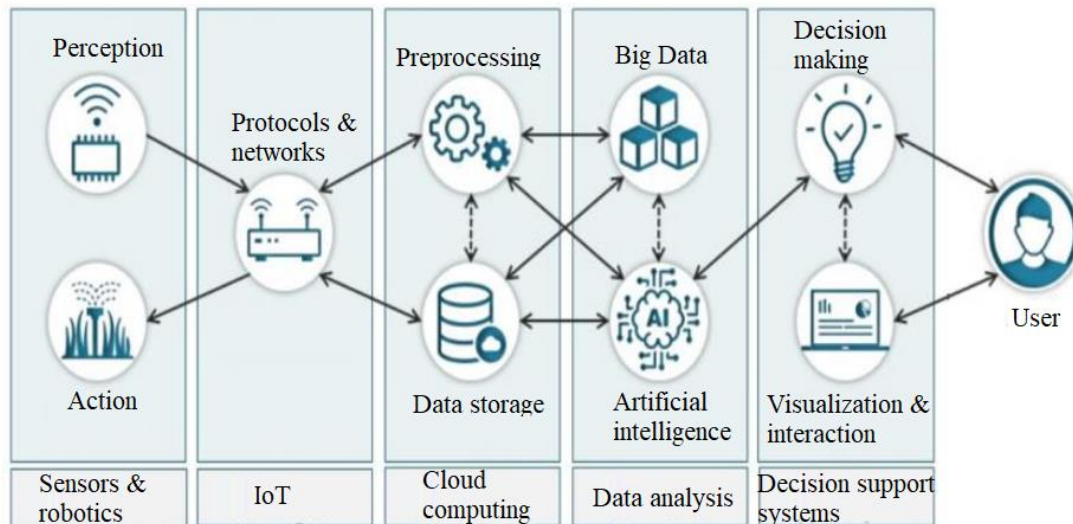 Perception
Protocols &
networks
Action
Preprocessing
Data storage
Big Data
AI
Artificial
intelligence
Decision
making
Visualization &
interaction
User
Sensors &
robotics
IoT
Cloud
computing
Data analysis
Decision support
systems